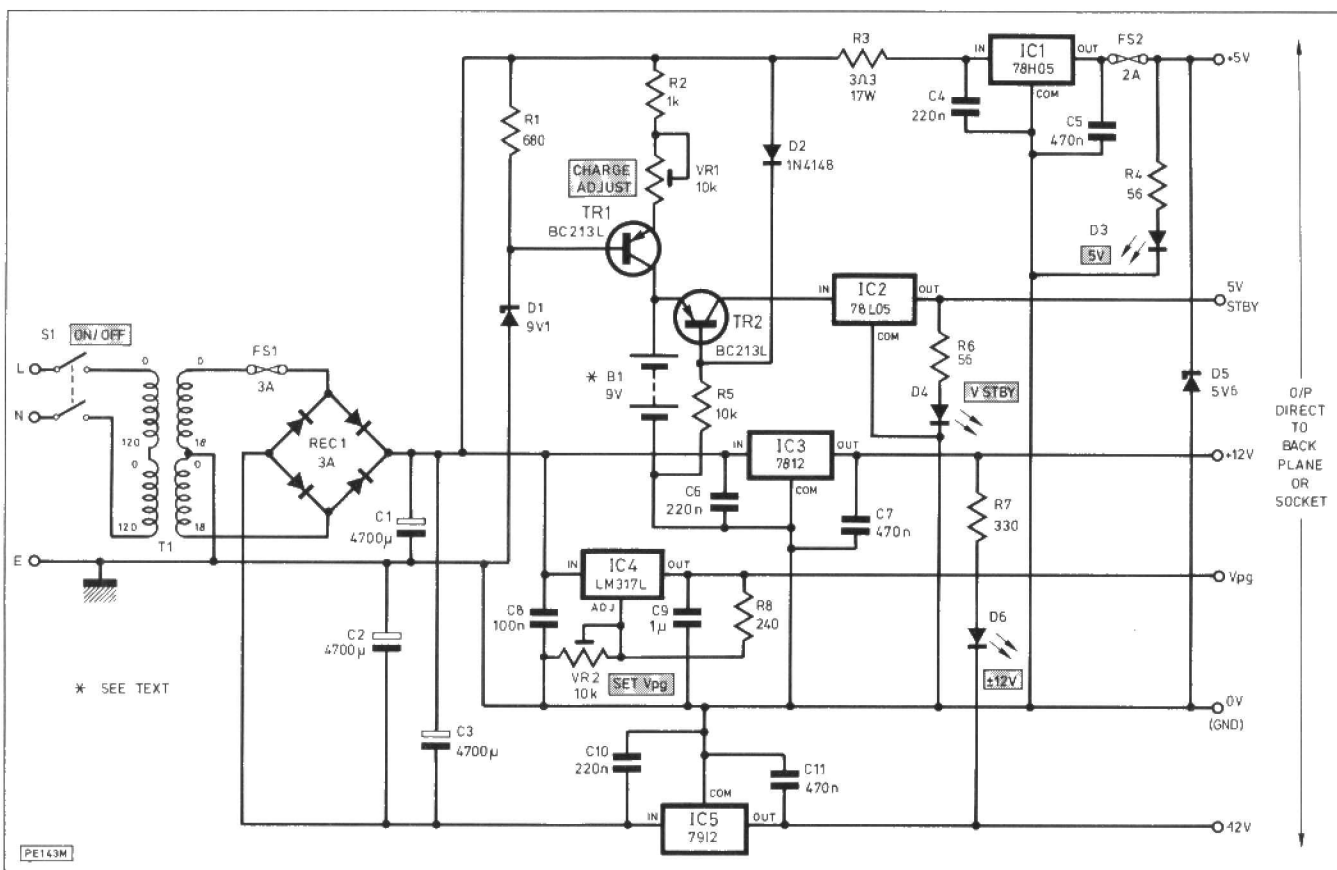 R3
3Ω3
17W
IN
IC1
78H05
OUT
COM
FS2
2A
+5V
R2
1k
C4
220n
C5
470n
R1
680
D2
1N4148
CHARGE
ADJUST
VR1
10k
R4
56
TR1
BC213L
D3
5V
IN
IC2
78L05
OUT
COM
5V
STBY
D1
9V1
TR2
BC213L
S1
ON/OFF
FS1
3A
L
N
0
0
120
18
0
0
120
18
T1
REC1
3A
* B1
9V
R5
10k
R6
56
D4
V STBY
D5
5V6
O/P
DIRECT
TO
BACK
PLANE
OR
SOCKET
IN
IC3
7812
OUT
COM
+12V
C1
4700µ
C6
220n
C7
470n
R7
330
E
IN
IC4
LM317L
OUT
ADJ
Vpg
C8
100n
C9
1µ
R8
240
C2
4700µ
VR2
10k
SET Vpg
D6
±12V
* SEE TEXT
0V
(GND)
C3
4700µ
C10
220n
C11
470n
COM
IN
IC5
7912
OUT
-12V
PE143M